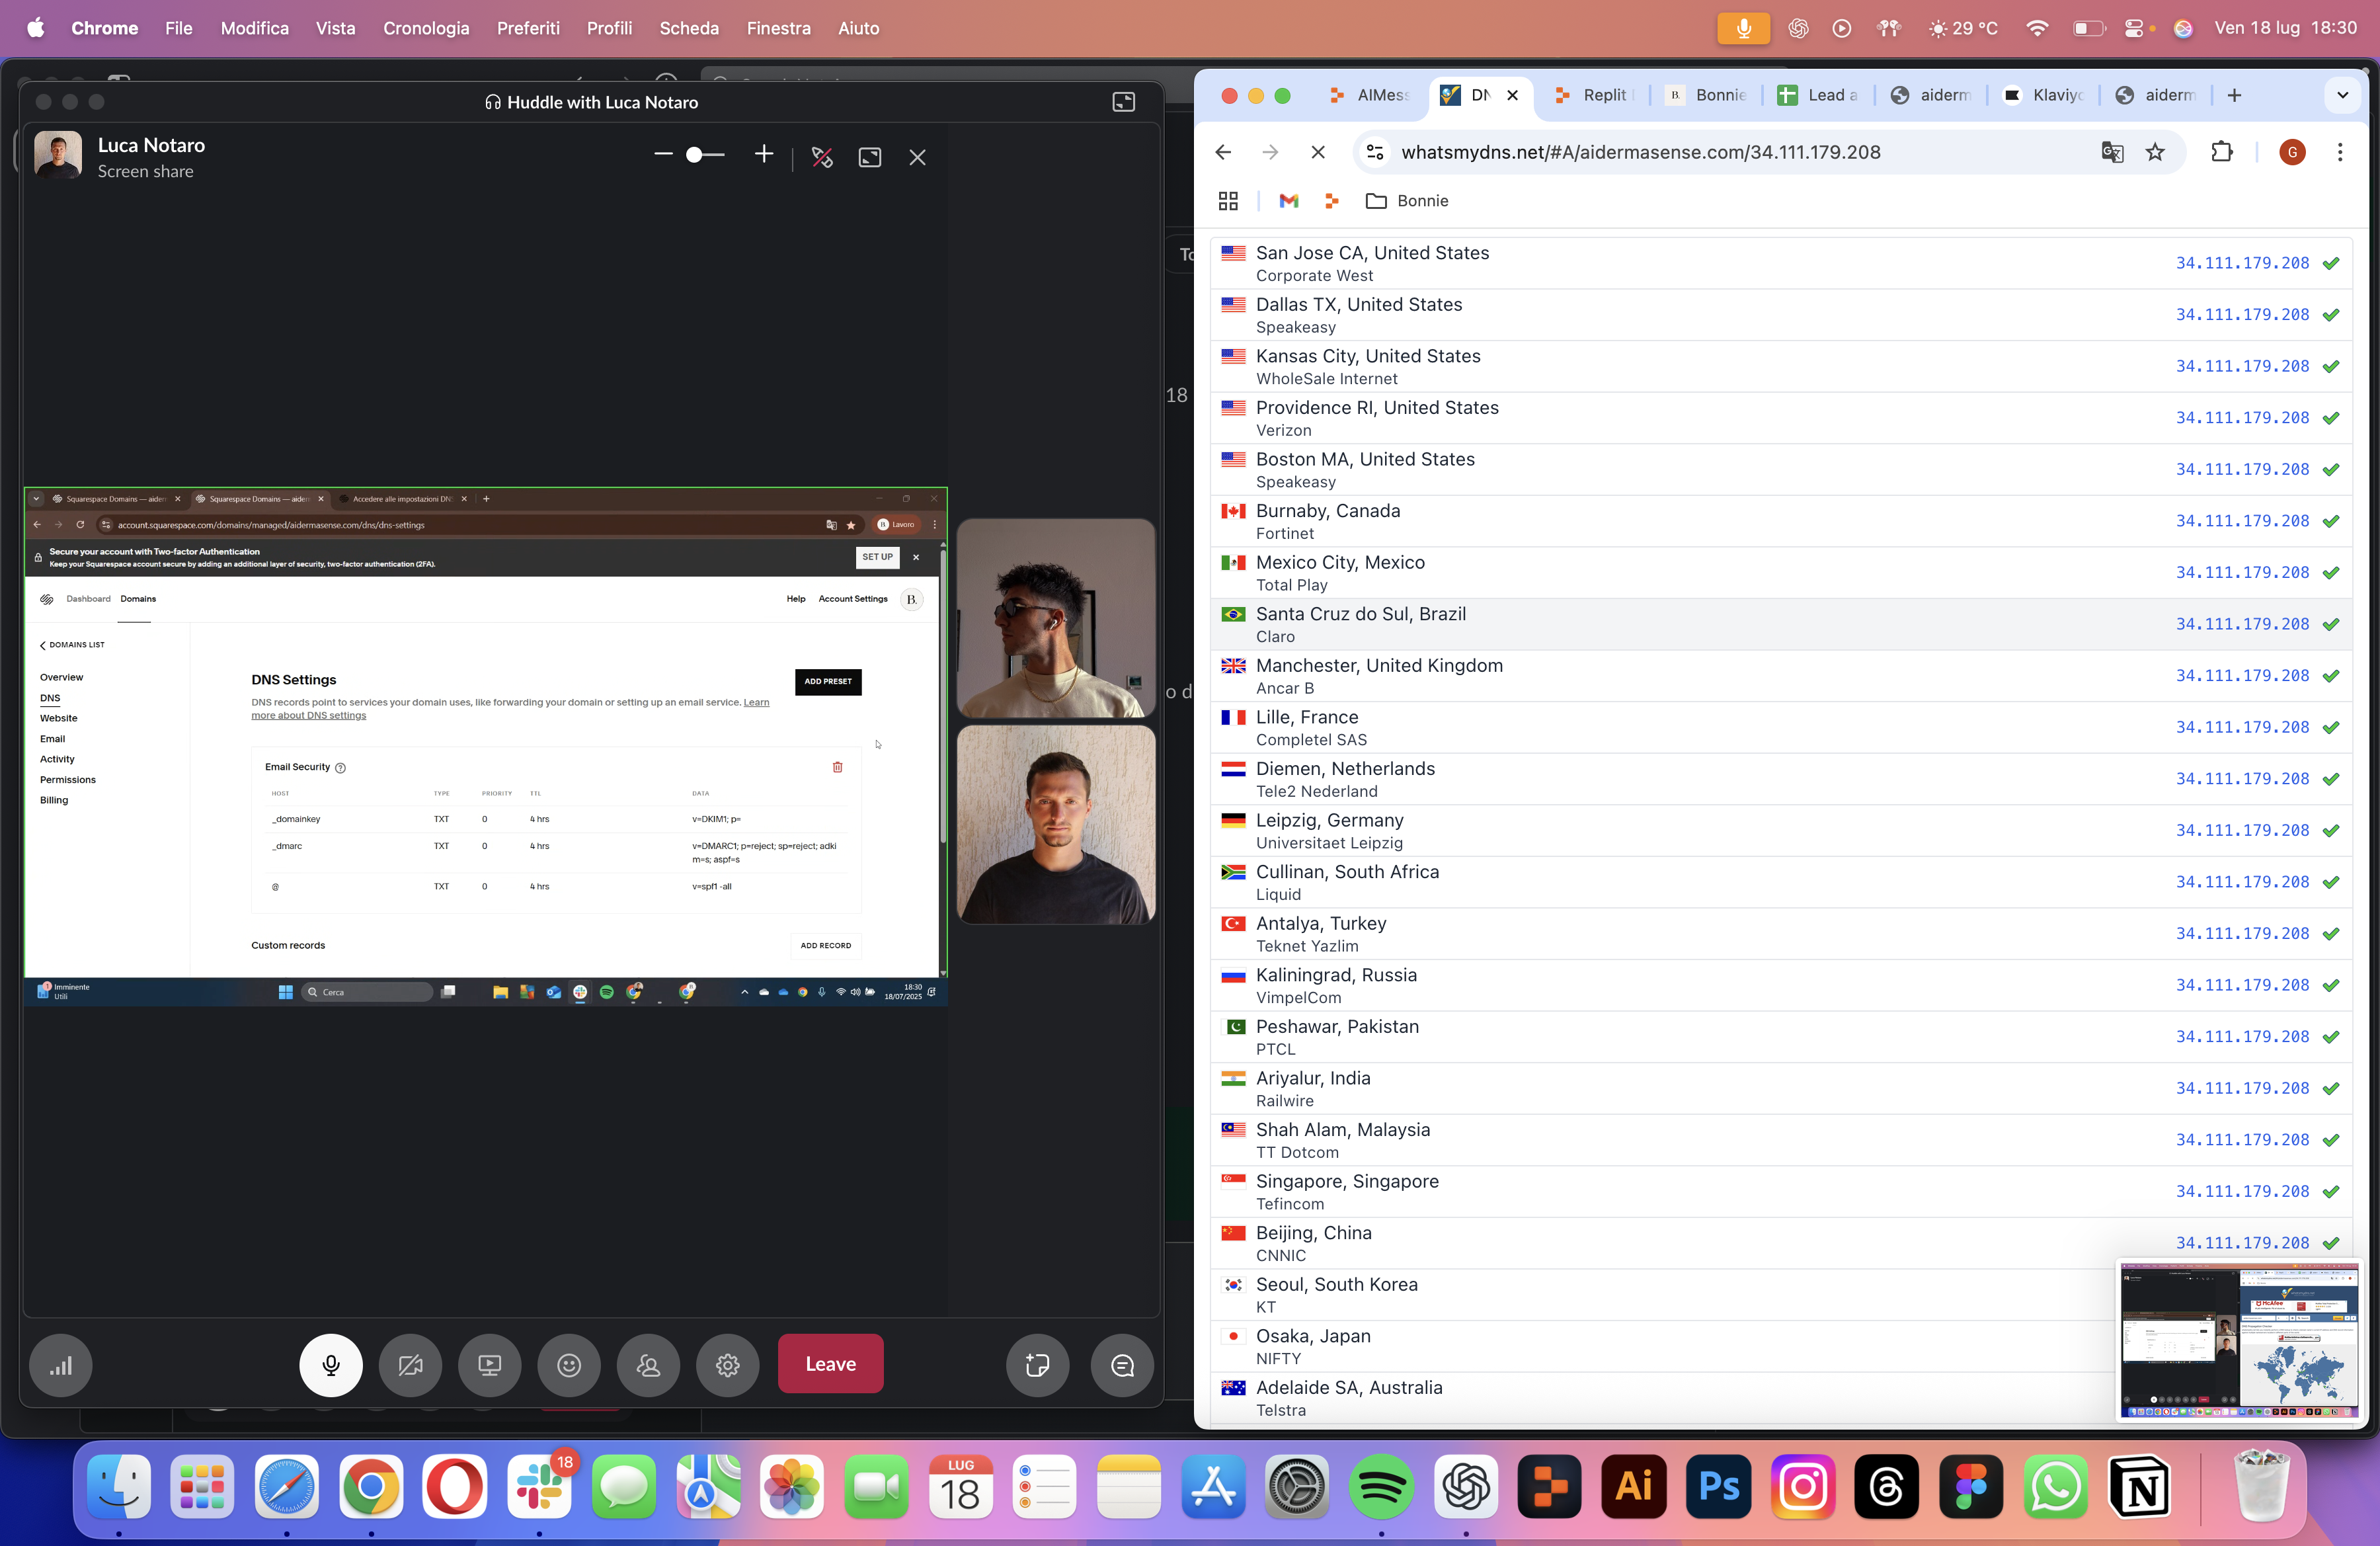 Chrome File Modifica Vista Cronologia Preferiti Profili Scheda Finestra Aiuto
29 °C Ven 18 lug 18:30
Huddle with Luca Notaro
Luca Notaro
Screen share
Squarespace Domains — aider
Squarespace Domains — aider
Accedere alle impostazioni DN
account.squarespace.com/domains/managed/aidermasense.com/dns/dns-settings
B Lavoro
Secure your account with Two-factor Authentication
Keep your Squarespace account secure by adding an additional layer of security, two-factor authentication (2FA).
SET UP
Dashboard Domains
Help Account Settings B.
DOMAINS LIST
Overview
DNS
Website
Email
Activity
Permissions
Billing
DNS Settings
ADD PRESET
DNS records point to services your domain uses, like forwarding your domain or setting up an email service. Learn
more about DNS settings
Email Security
HOST TYPE PRIORITY TTL DATA
_domainkey TXT 0 4 hrs v=DKIM1; p=
_dmarc TXT 0 4 hrs v=DMARC1; p=reject; sp=reject; adki
m=s; aspf=s
@ TXT 0 4 hrs v=spf1 -all
Custom records
ADD RECORD
1 Imminente
Utili
Cerca
18:30
18/07/2025
Leave
To
18
o d
AIMess
DN
Replit
B. Bonnie
Lead a
aiderm
Klaviyo
aiderm
whatsmydns.net/#A/aidermasense.com/34.111.179.208
G
Bonnie
San Jose CA, United States
Corporate West
34.111.179.208
Dallas TX, United States
Speakeasy
34.111.179.208
Kansas City, United States
WholeSale Internet
34.111.179.208
Providence RI, United States
Verizon
34.111.179.208
Boston MA, United States
Speakeasy
34.111.179.208
Burnaby, Canada
Fortinet
34.111.179.208
Mexico City, Mexico
Total Play
34.111.179.208
Santa Cruz do Sul, Brazil
Claro
34.111.179.208
Manchester, United Kingdom
Ancar B
34.111.179.208
Lille, France
Completel SAS
34.111.179.208
Diemen, Netherlands
Tele2 Nederland
34.111.179.208
Leipzig, Germany
Universitaet Leipzig
34.111.179.208
Cullinan, South Africa
Liquid
34.111.179.208
Antalya, Turkey
Teknet Yazlim
34.111.179.208
Kaliningrad, Russia
VimpelCom
34.111.179.208
Peshawar, Pakistan
PTCL
34.111.179.208
Ariyalur, India
Railwire
34.111.179.208
Shah Alam, Malaysia
TT Dotcom
34.111.179.208
Singapore, Singapore
Tefincom
34.111.179.208
Beijing, China
CNNIC
34.111.179.208
Seoul, South Korea
KT
Osaka, Japan
NIFTY
Adelaide SA, Australia
Telstra
McAfee
18
LUG
18
Ai
Ps